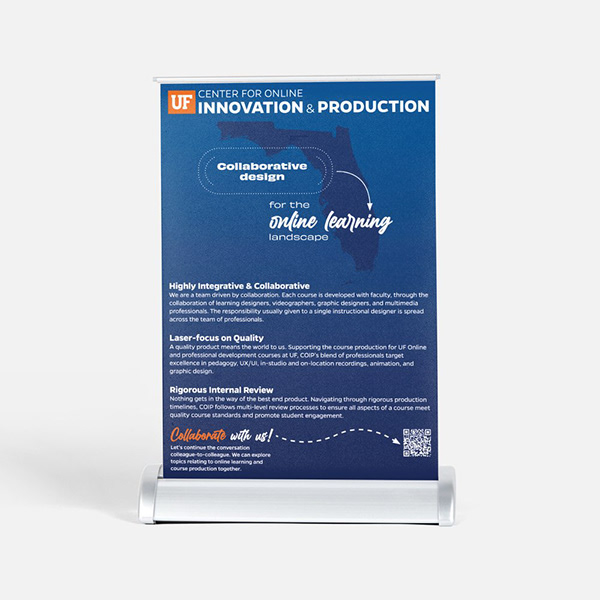 UF CENTER FOR ONLINE
INNOVATION & PRODUCTION
Collaborative
design
for the
online learning
landscape
Highly Integrative & Collaborative
We are a team driven by collaboration. Each course is developed with faculty, through the
collaboration of learning designers, videographers, graphic designers, and multimedia
professionals. The responsibility usually given to a single instructional designer is spread
across the team of professionals.
Laser-focus on Quality
A quality product means the world to us. Supporting the course production for UF Online
and professional development courses at UF, COIP's blend of professionals target
excellence in pedagogy, UX/UI, in-studio and on-location recordings, animation, and
graphic design.
Rigorous Internal Review
Nothing gets in the way of the best end product. Navigating through rigorous production
timelines, COIP follows multi-level review processes to ensure all aspects of a course meet
quality course standards and promote student engagement.
Collaborate with us!
Let's continue the conversation
colleague-to-colleague. We can explore
topics relating to online learning and
course production together.